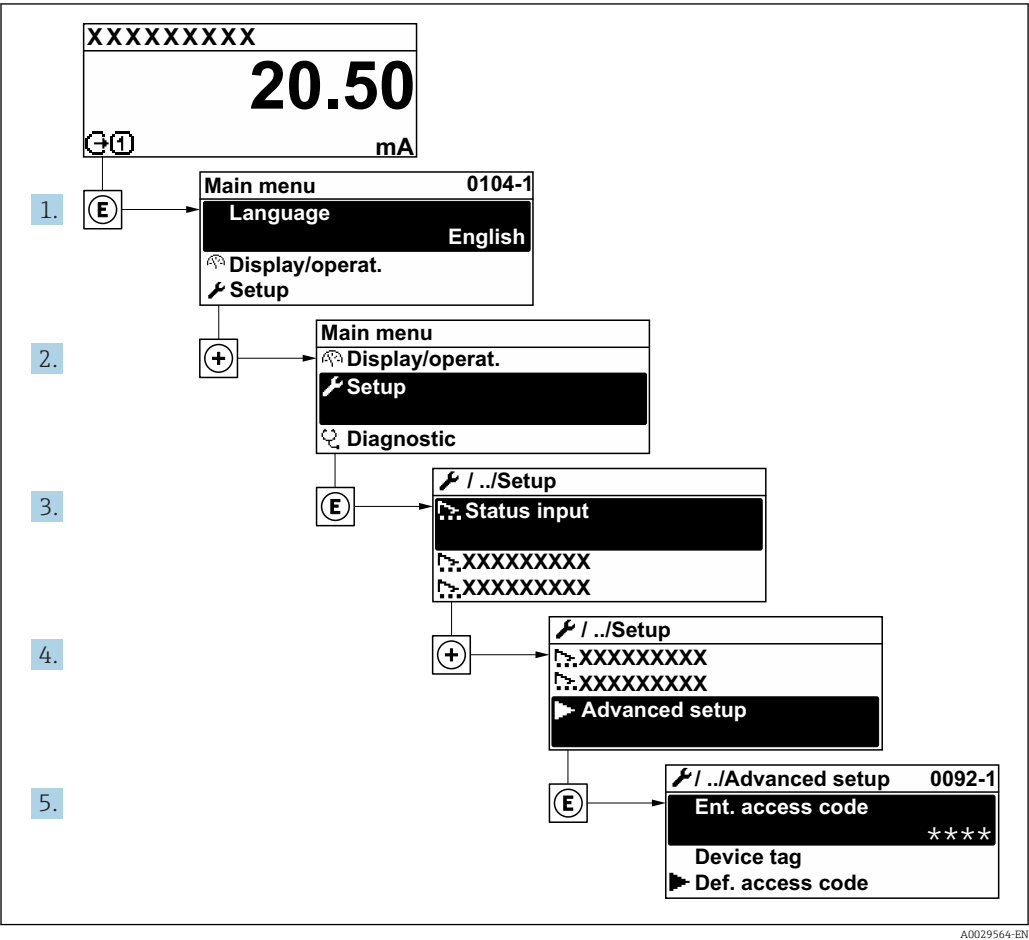 XXXXXXXXX
20.50
1 mA
1. E Main menu 0104-1
Language
English
Display/operat.
Setup
2. + Main menu
Display/operat.
Setup
Diagnostic
3. E / ../Setup
Status input
XXXXXXXXX
XXXXXXXXX
4. + / ../Setup
XXXXXXXXX
XXXXXXXXX
Advanced setup
5. E / ../Advanced setup 0092-1
Ent. access code
****
Device tag
Def. access code
A0029564-EN